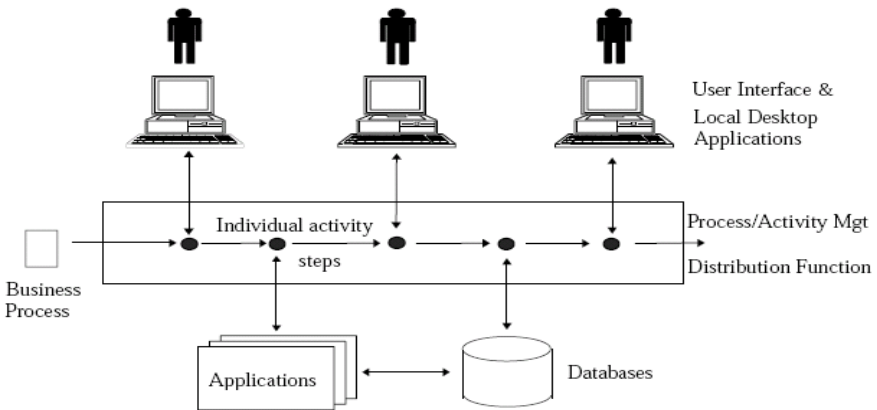 User Interface &
Local Desktop
Applications
Individual activity
steps
Process/Activity Mgt
Distribution Function
Business
Process
Applications
Databases